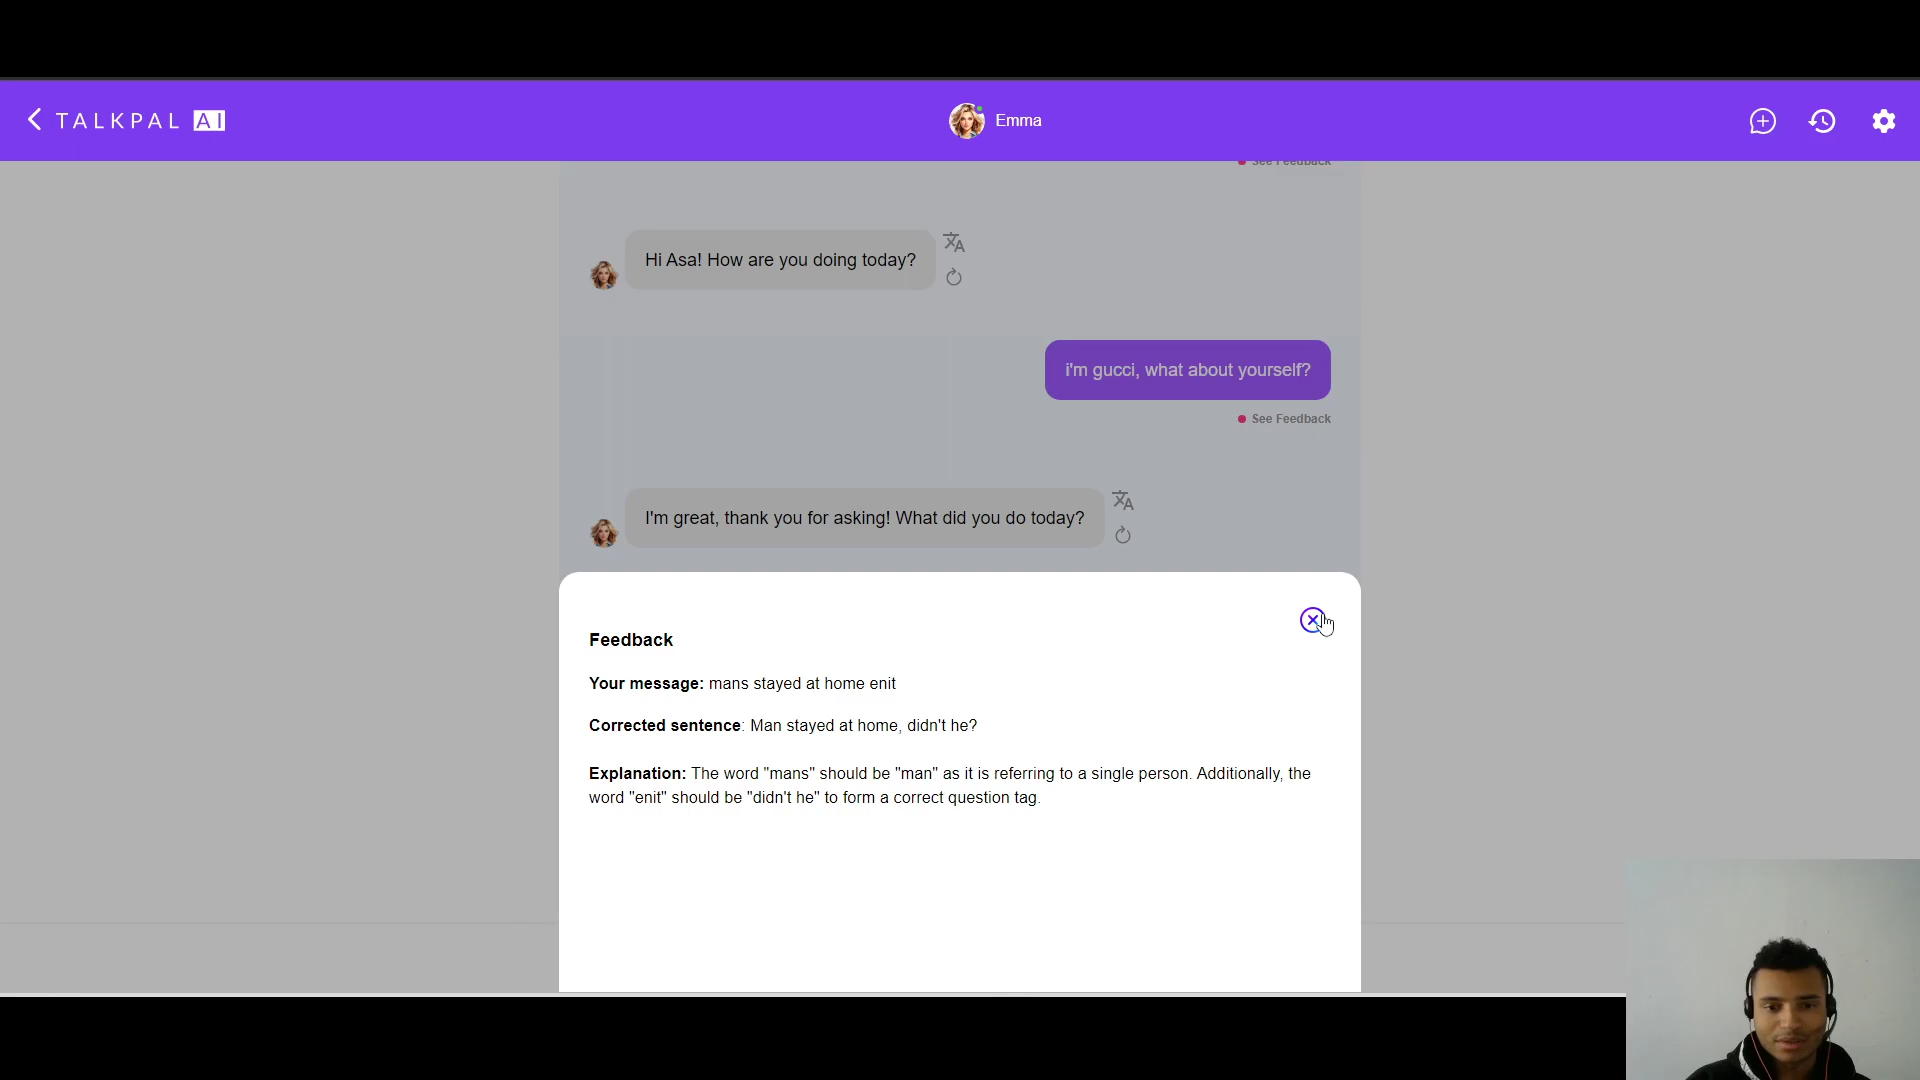 TALKPAL AI
Emma
See Feedback
Hi Asa! How are you doing today?
i'm gucci, what about yourself?
See Feedback
I'm great, thank you for asking! What did you do today?
Feedback
Your message: mans stayed at home enit
Corrected sentence: Man stayed at home, didn't he?
Explanation: The word "mans" should be "man" as it is referring to a single person. Additionally, the
word "enit" should be "didn't he" to form a correct question tag.